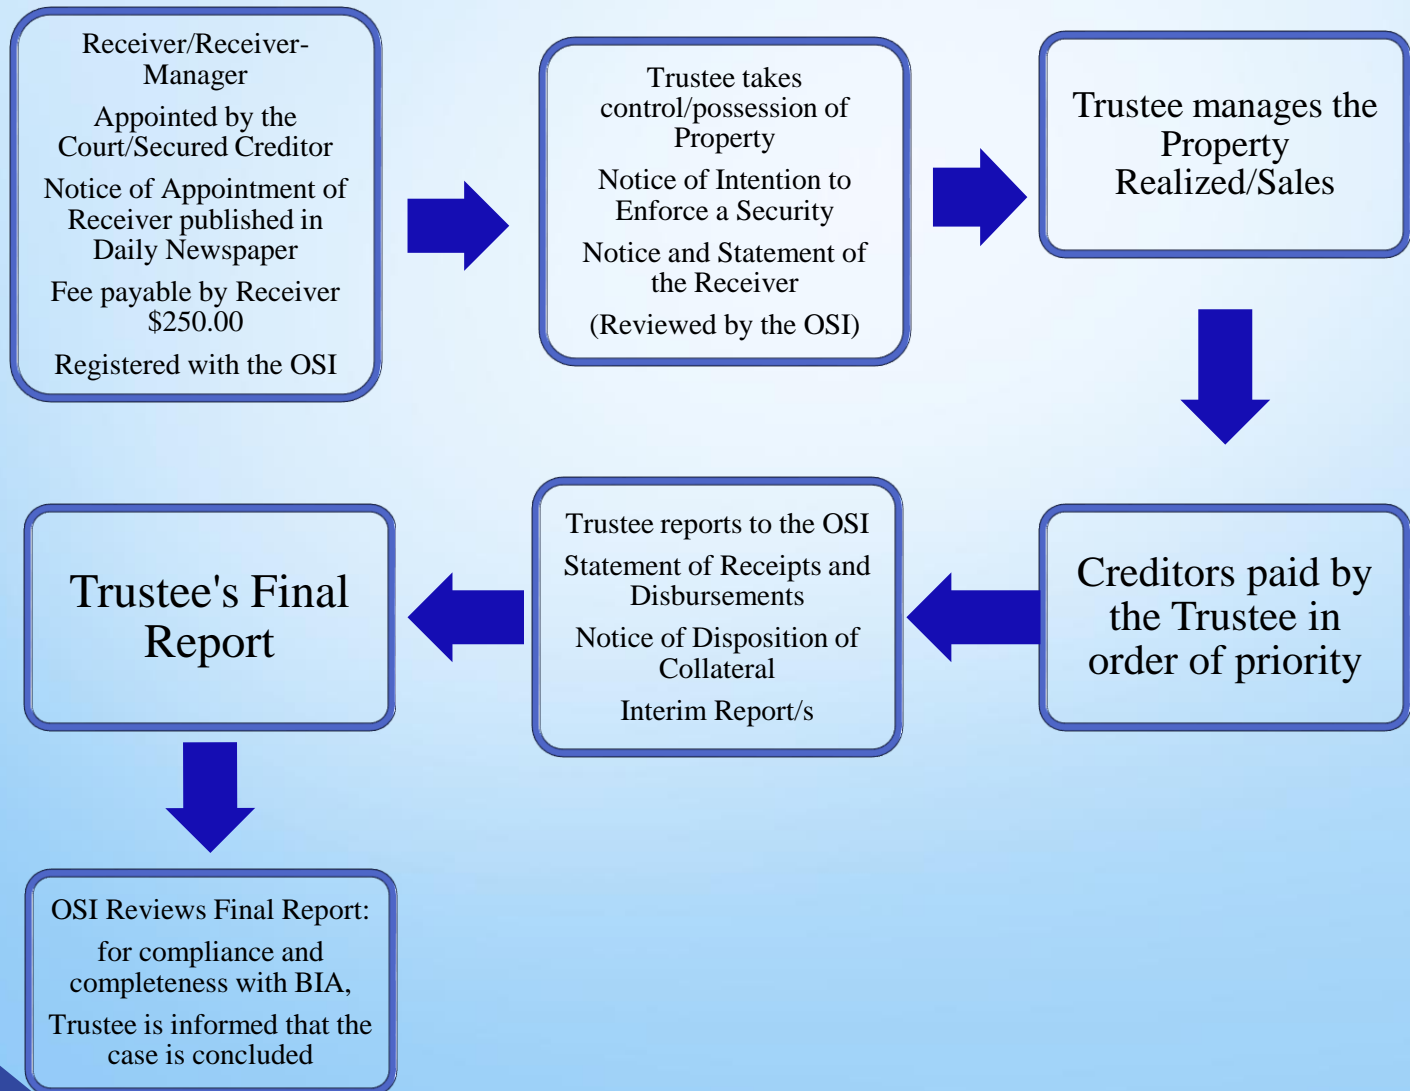 Receiver/Receiver-
Manager
Appointed by the
Court/Secured Creditor
Notice of Appointment of
Receiver published in
Daily Newspaper
Fee payable by Receiver
$250.00
Registered with the OSI
Trustee takes
control/possession of
Property
Notice of Intention to
Enforce a Security
Notice and Statement of
the Receiver
(Reviewed by the OSI)
Trustee manages the
Property
Realized/Sales
Creditors paid by
the Trustee in
order of priority
Trustee reports to the OSI
Statement of Receipts and
Disbursements
Notice of Disposition of
Collateral
Interim Report/s
Trustee's Final
Report
OSI Reviews Final Report:
for compliance and
completeness with BIA,
Trustee is informed that the
case is concluded